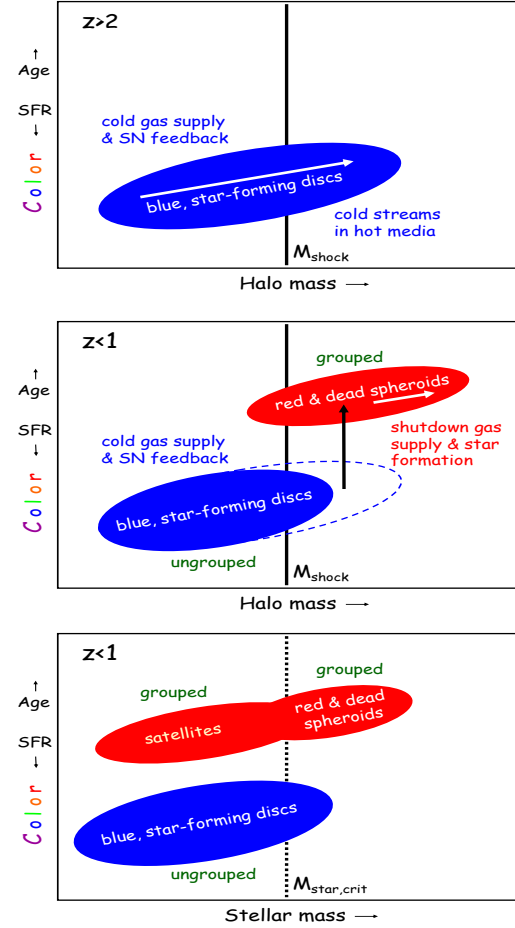 z>2
↑
Age
SFR
↓
Color
cold gas supply
& SN feedback
blue, star-forming discs
cold streams
in hot media
Mshock
Halo mass →
z<1
↑
Age
SFR
↓
Color
grouped
red & dead spheroids
shutdown gas
supply & star
formation
cold gas supply
& SN feedback
blue, star-forming discs
ungrouped
Mshock
Halo mass →
z<1
↑
Age
SFR
↓
Color
grouped
grouped
satellites
red & dead
spheroids
blue, star-forming discs
ungrouped
Mstar,crit
Stellar mass →